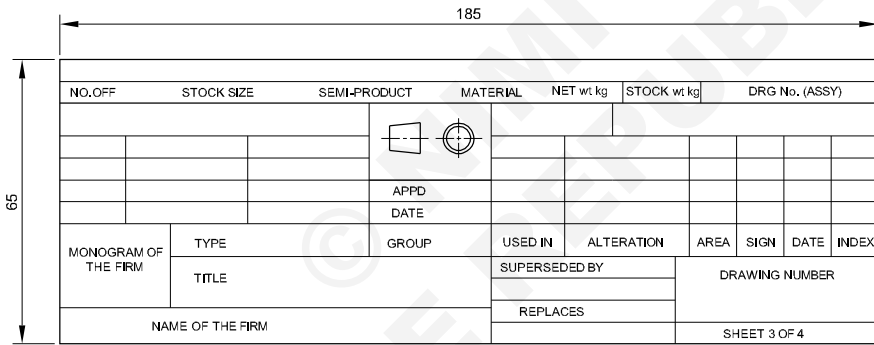 185
65
NO.OFF STOCK SIZE SEMI-PRODUCT MATERIAL NET wt kg STOCK wt kg DRG No. (ASSY)
APPD
DATE
MONOGRAM OF
THE FIRM
TYPE GROUP USED IN ALTERATION AREA SIGN DATE INDEX
TITLE SUPERSEDED BY DRAWING NUMBER
REPLACES
NAME OF THE FIRM SHEET 3 OF 4
© NIMI
E REPUBL